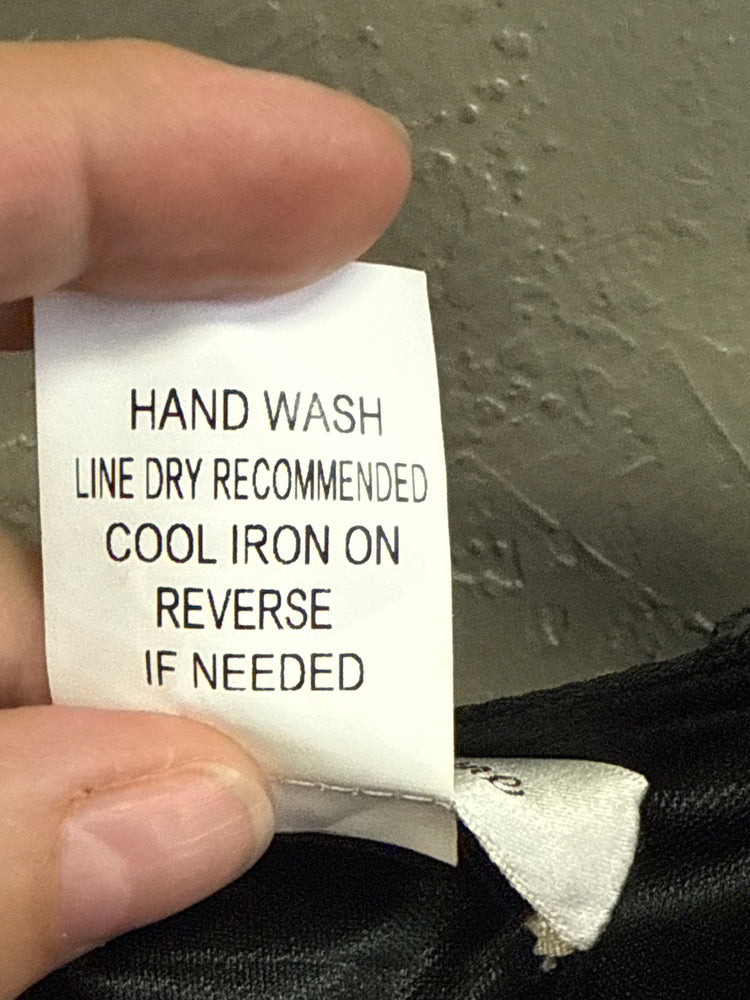 HAND WASH
LINE DRY RECOMMENDED
COOL IRON ON
REVERSE
IF NEEDED